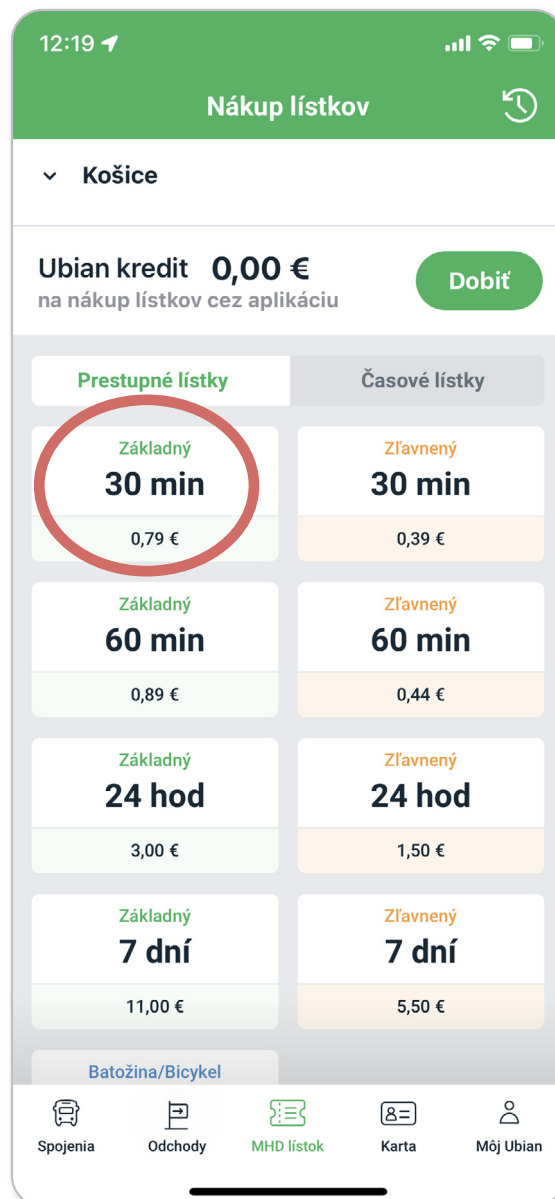 12:19
Nákup lístkov
Košice
Ubian kredit 0,00 €
na nákup lístkov cez aplikáciu
Dobiť
Prestupné lístky
Časové lístky
Základný
30 min
0,79 €
Zľavnený
30 min
0,39 €
Základný
60 min
0,89 €
Zľavnený
60 min
0,44 €
Základný
24 hod
3,00 €
Zľavnený
24 hod
1,50 €
Základný
7 dní
11,00 €
Zľavnený
7 dní
5,50 €
Batožina/Bicykel
Spojenia
Odchody
MHD lístok
Karta
Môj Ubian